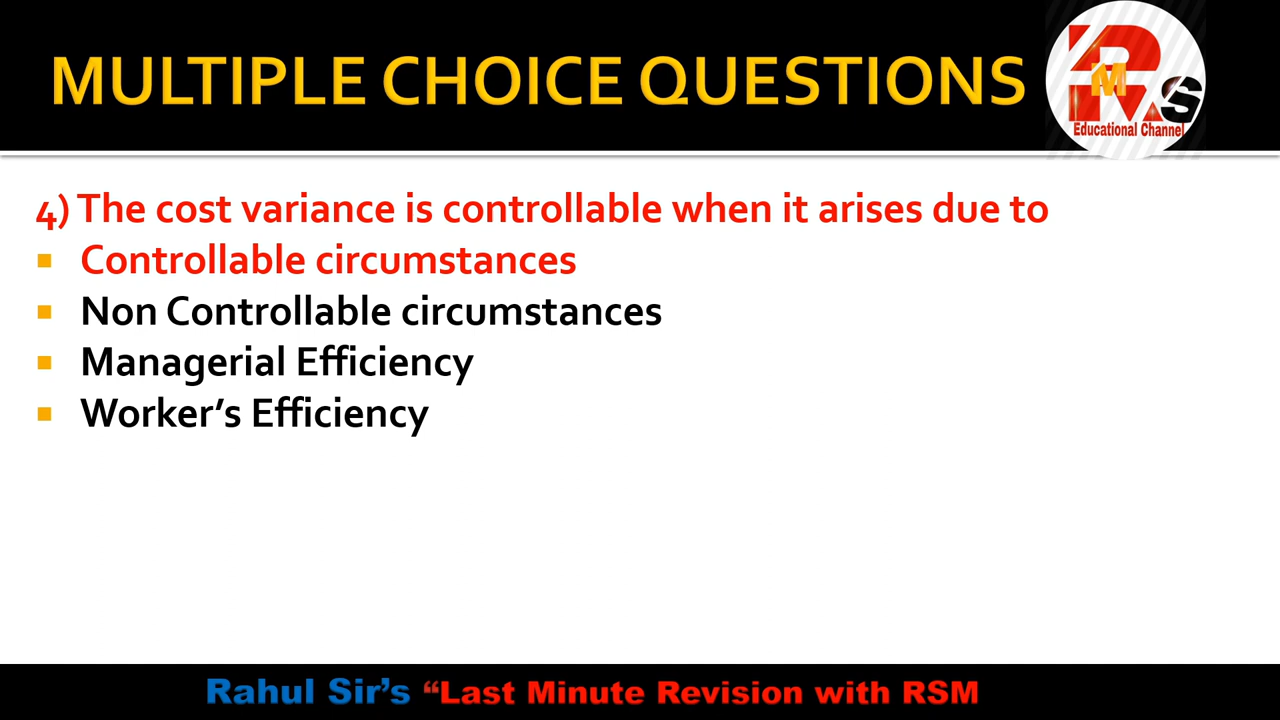 MULTIPLE CHOICE QUESTIONS
RMS
Educational Channel
4) The cost variance is controllable when it arises due to
Controllable circumstances
Non Controllable circumstances
Managerial Efficiency
Worker’s Efficiency
Rahul Sir’s “Last Minute Revision with RSM